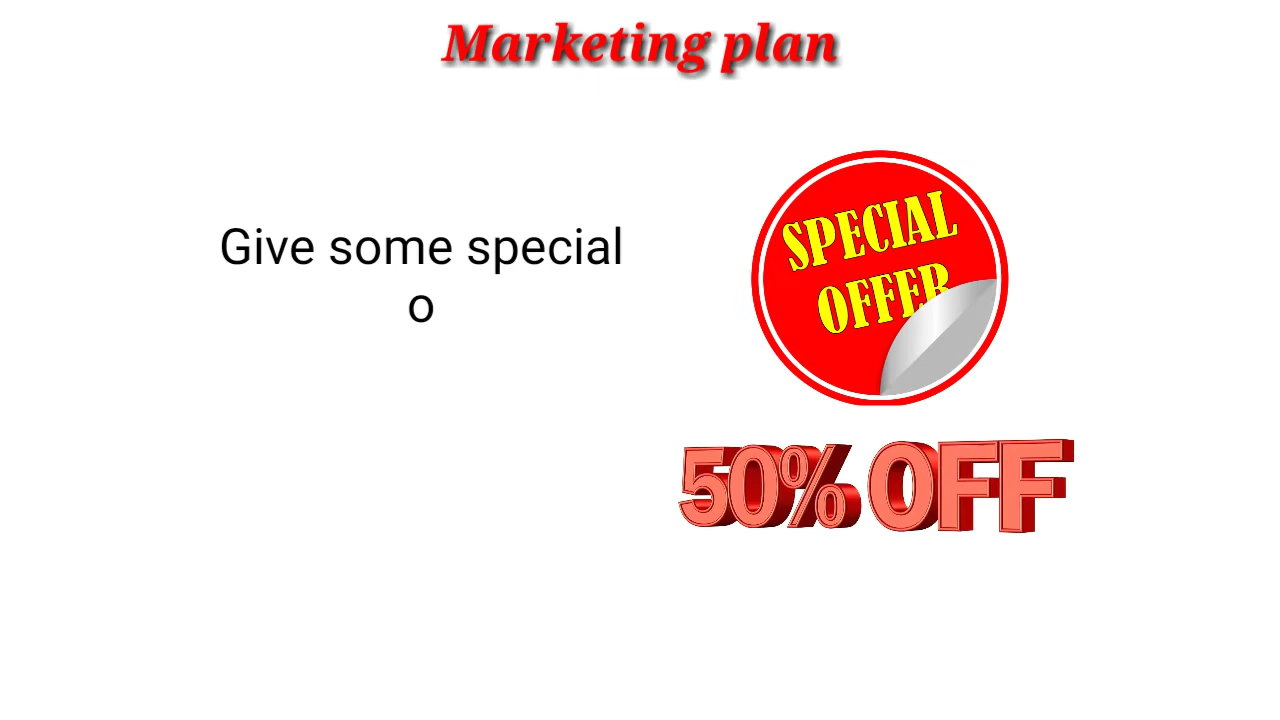 Marketing plan
Give some special
o
SPECIAL
OFFER
50% OFF